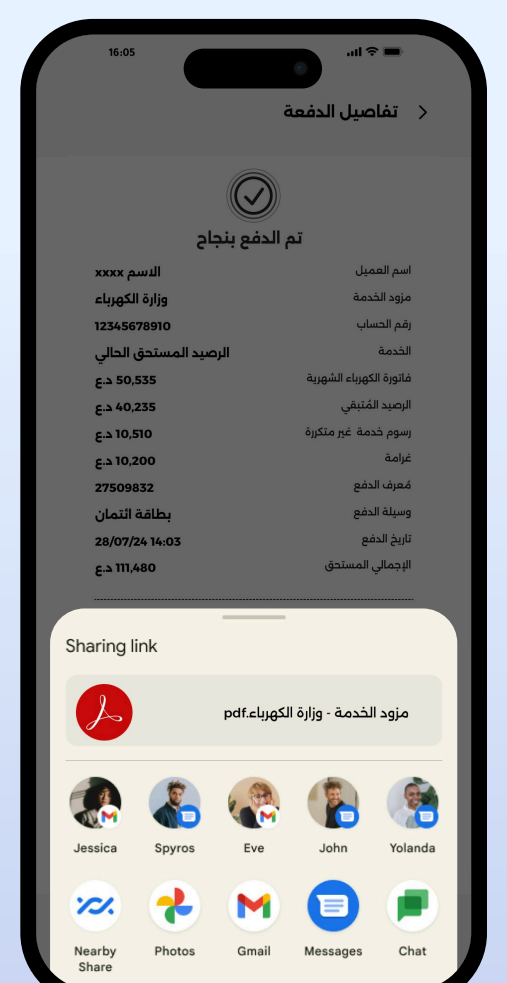 16:05
تفاصيل الدفعة
تم الدفع بنجاح
اسم العميل الاسم xxxx
مزود الخدمة وزارة الكهرباء
رقم الحساب 12345678910
الخدمة الرصيد المستحق الحالي
فاتورة الكهرباء الشهرية 50,535 د.ع
الرصيد المُتبقي 40,235 د.ع
رسوم خدمة غير متكررة 10,510 د.ع
غرامة 10,200 د.ع
مُعرف الدفع 27509832
وسيلة الدفع بطاقة ائتمان
تاريخ الدفع 28/07/24 14:03
الإجمالي المستحق 111,480 د.ع
Sharing link
مزود الخدمة - وزارة الكهرباء.pdf
Jessica Spyros Eve John Yolanda
Nearby Share Photos Gmail Messages Chat